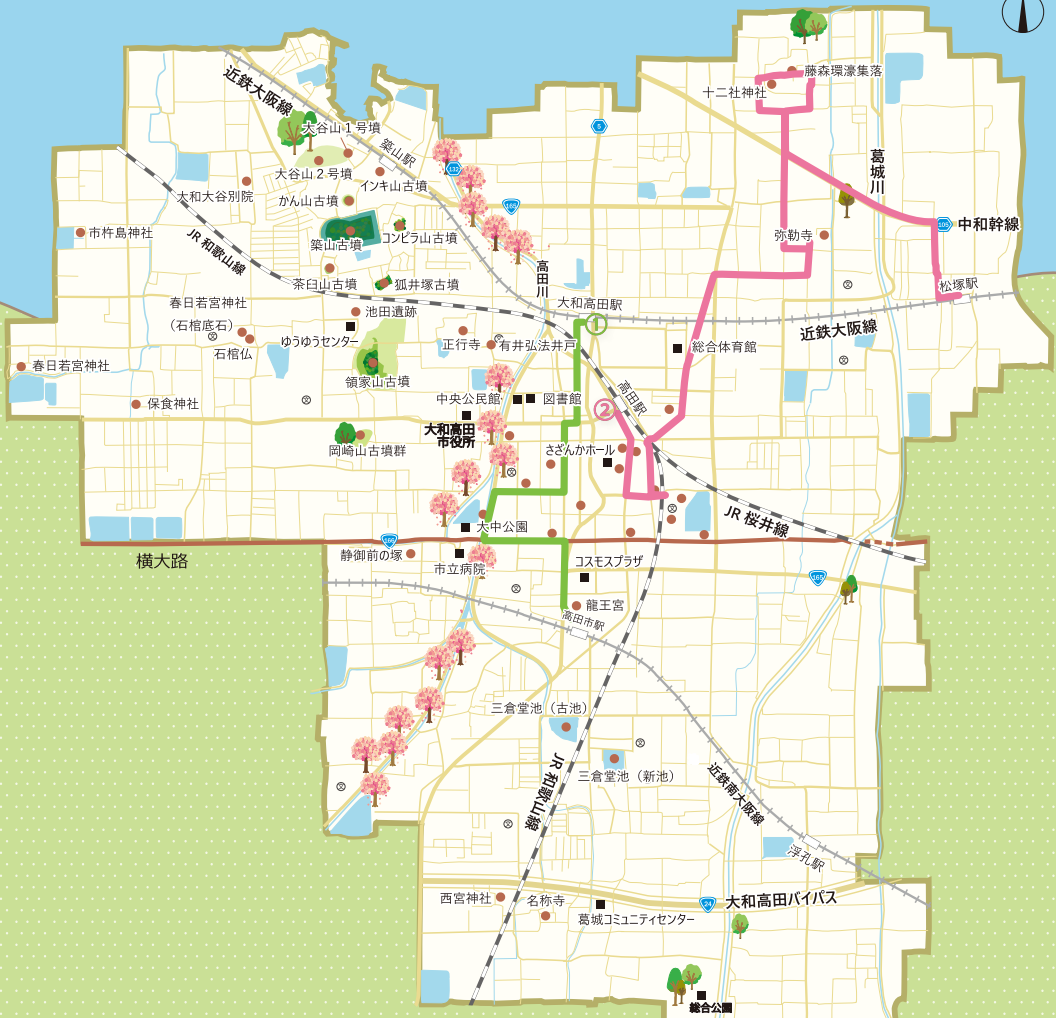 近鉄大阪線
大谷山1号墳
築山駅
大谷山2号墳
インキ山古墳
大和大谷別院
かん山古墳
市杵島神社
JR 和歌山線
築山古墳
コンピラ山古墳
茶臼山古墳
狐井塚古墳
春日若宮神社
（石棺底石）
池田遺跡
ゆうゆうセンター
石棺仏
春日若宮神社
領家山古墳
保食神社
岡崎山古墳群
132
165
5
高田川
藤森環濠集落
十二社神社
葛城川
105
中和幹線
弥勒寺
松塚駅
近鉄大阪線
大和高田駅
①
正行寺
有井弘法井戸
総合体育館
高田駅
②
中央公民館
図書館
大和高田
市役所
さざんかホール
大中公園
JR 桜井線
横大路
166
静御前の塚
市立病院
コスモスプラザ
165
龍王宮
高田市駅
三倉堂池（古池）
三倉堂池（新池）
JR 和歌山線
近鉄南大阪線
浮孔駅
西宮神社
名称寺
葛城コミュニティセンター
24
大和高田バイパス
総合公園